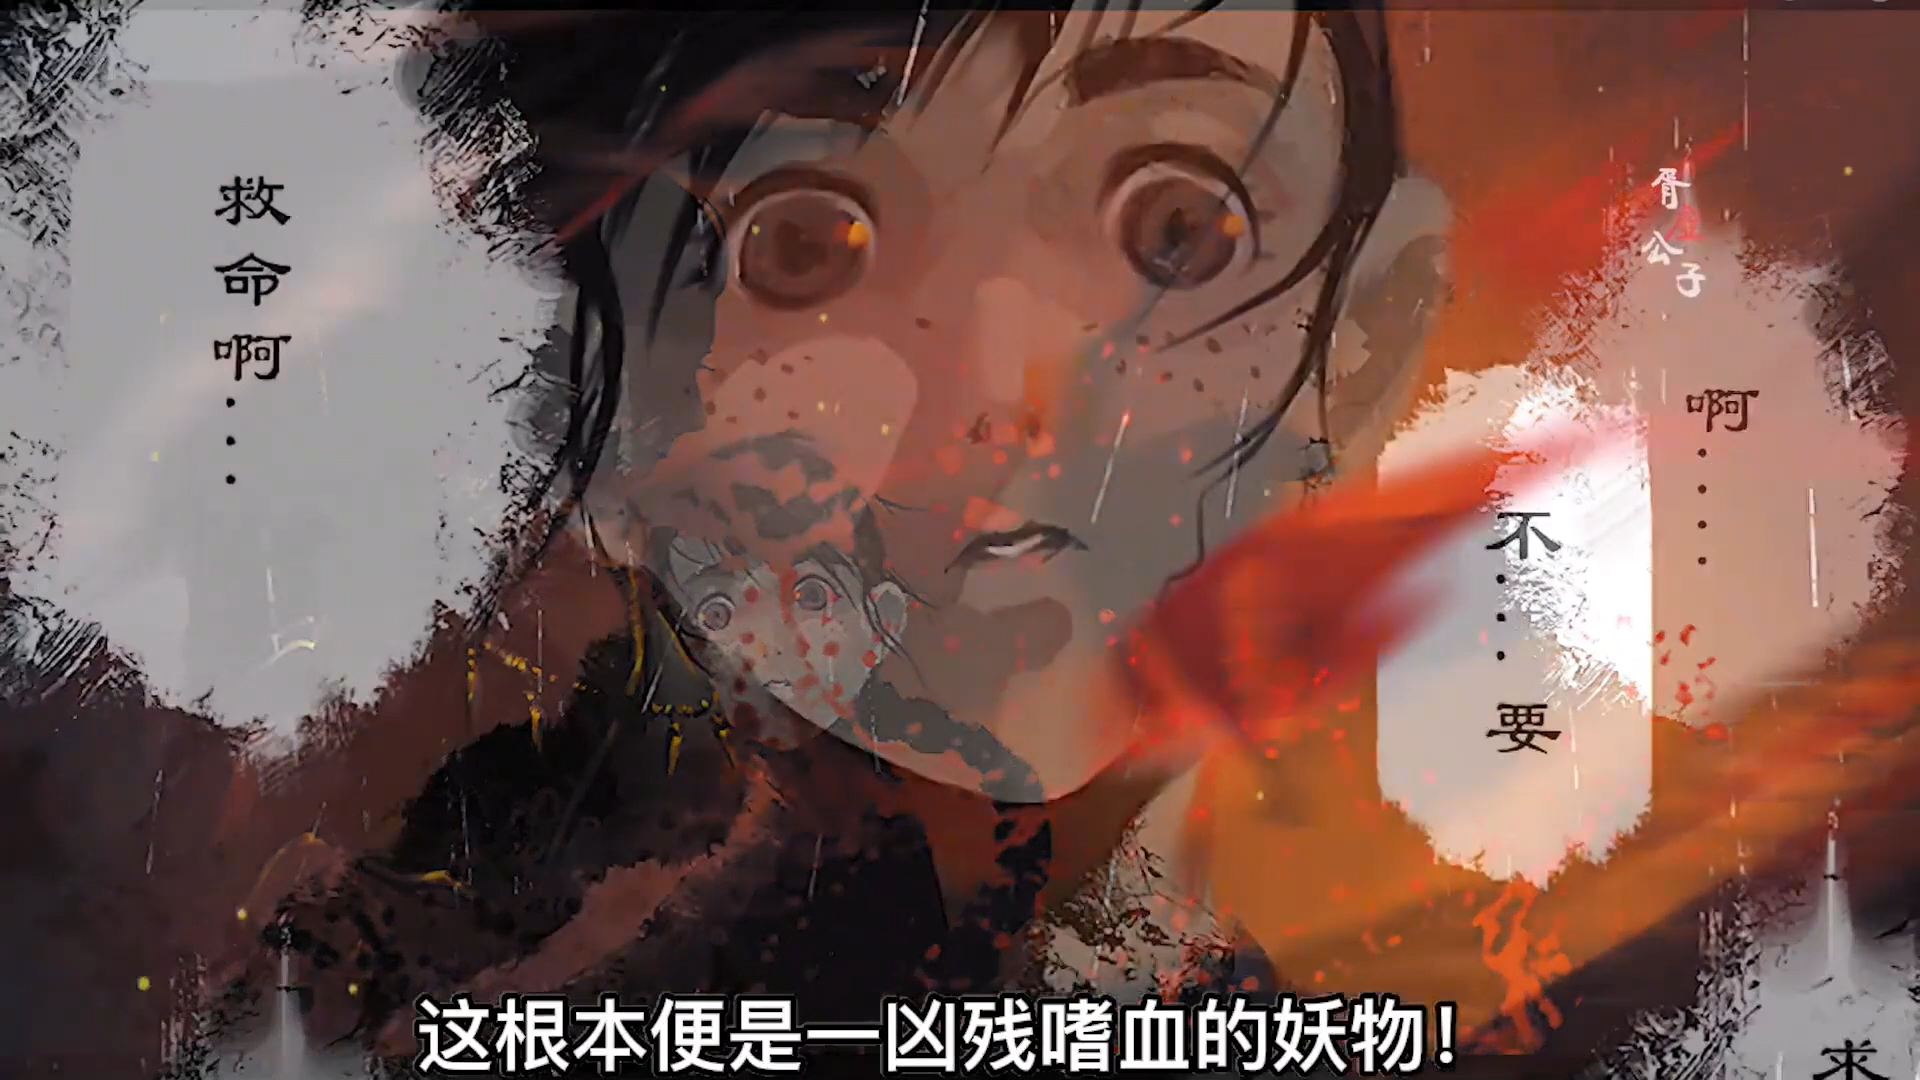 救命啊...
胥
公子
啊....
不...要
求
这根本便是一凶残嗜血的妖物！